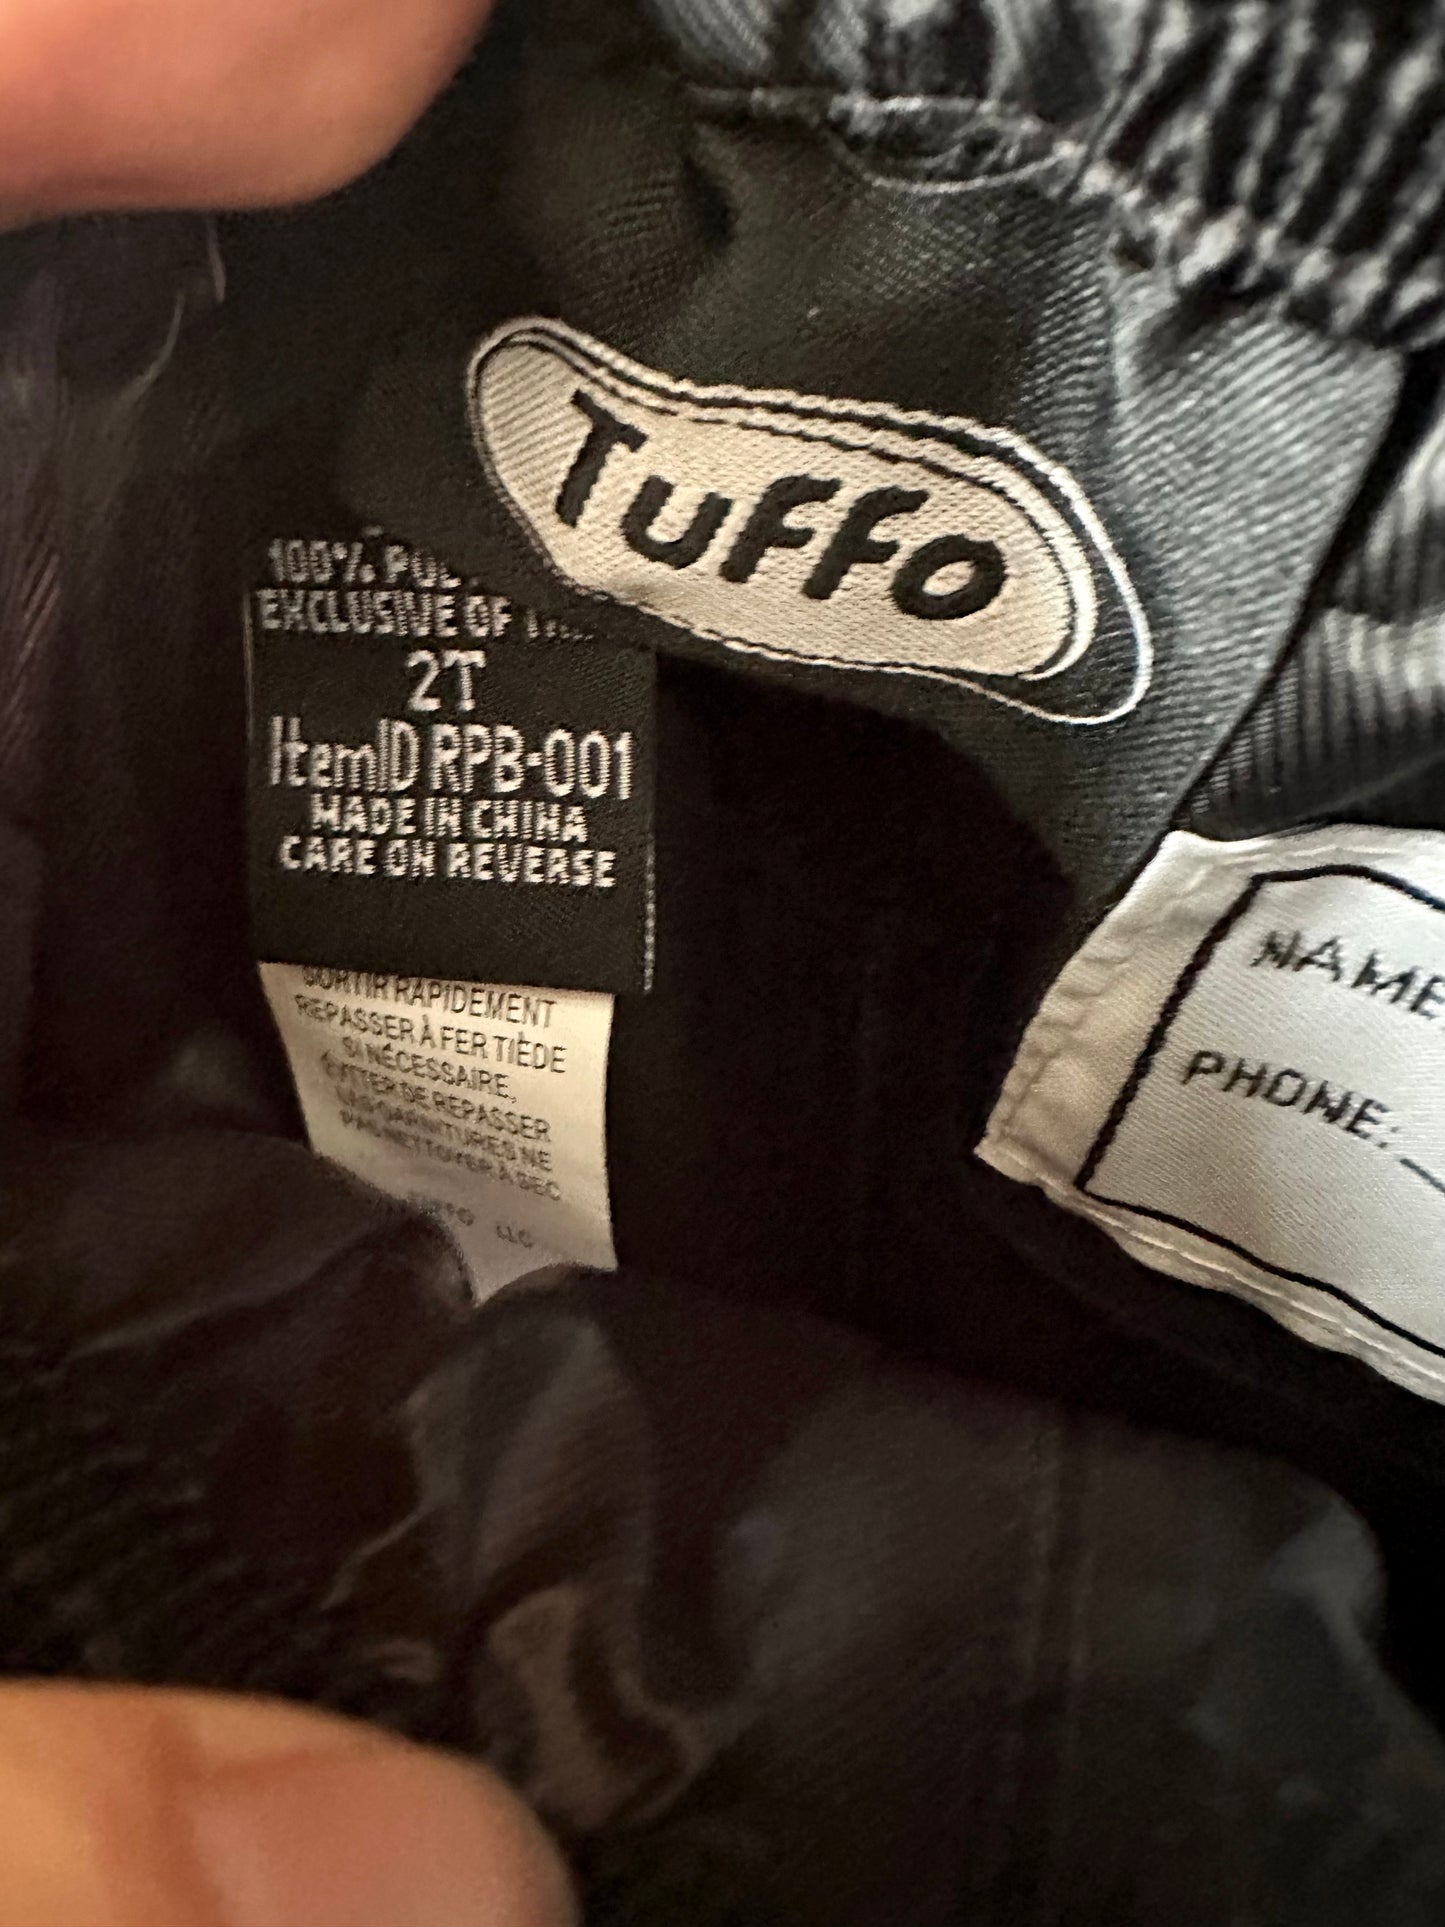 Tuffo
100%
EXCLUSIVE OF
2T
ItemID RPB-001
MADE IN CHINA
CARE ON REVERSE
SORTIR RAPIDEMENT
REPASSER À FER TIÈDE
SI NÉCESSAIRE,
ÉVITER DE REPASSER
LES GARNITURES NE
PAS NETTOYER À SEC
LLC
NAME
PHONE: